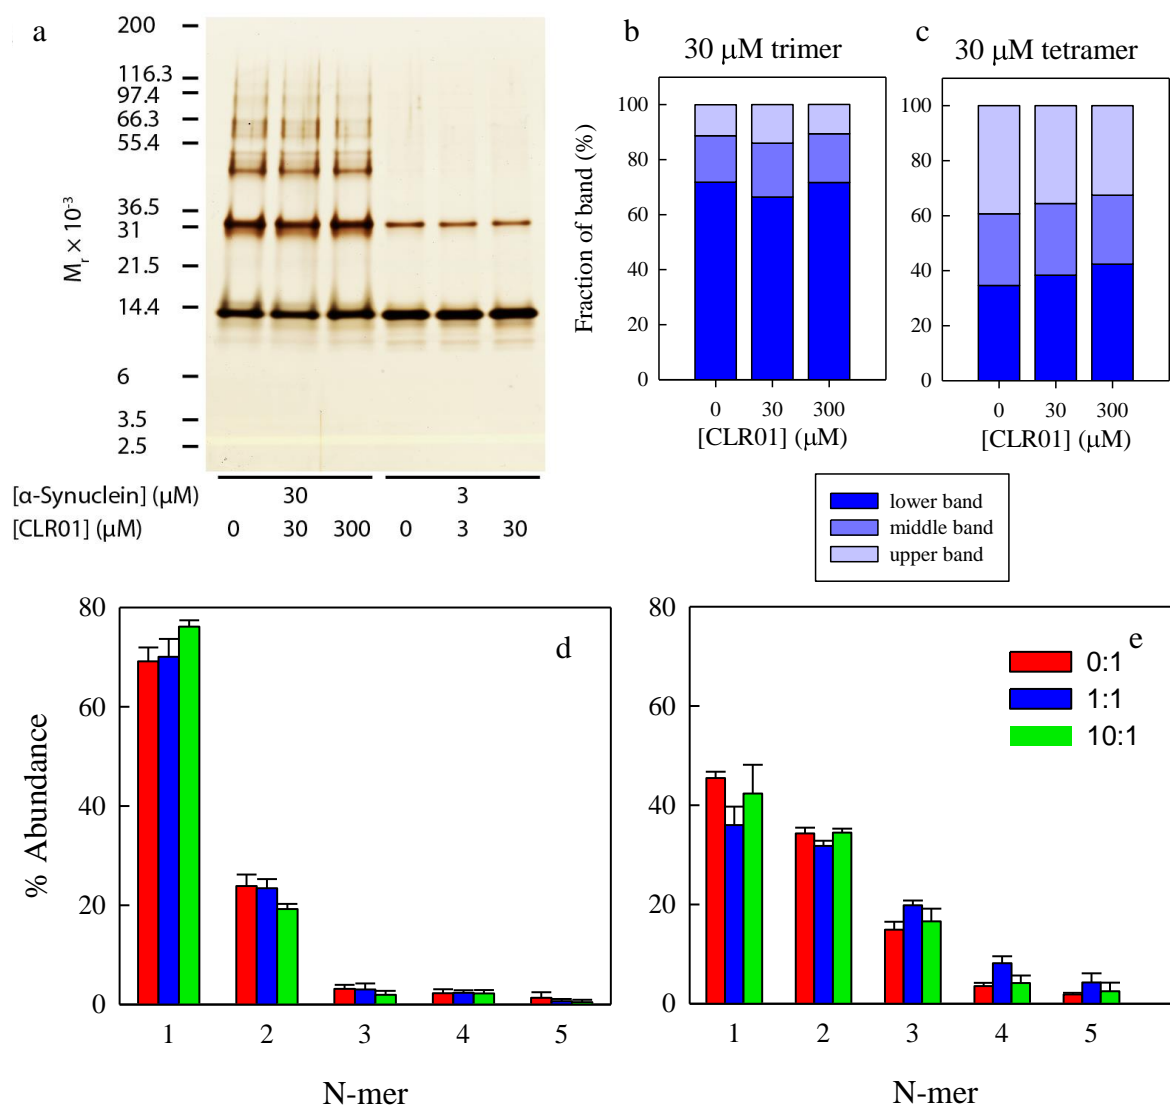 a
200
116.3
97.4
66.3
55.4
36.5
31
21.5
14.4
6
3.5
2.5
Mr × 10⁻³
[α-Synuclein] (μM) 30 3
[CLR01] (μM) 0 30 300 0 3 30
b
30 μM trimer
Fraction of band (%)
100
80
60
40
20
0
0 30 300
[CLR01] (μM)
c
30 μM tetramer
100
80
60
40
20
0
0 30 300
[CLR01] (μM)
lower band
middle band
upper band
d
% Abundance
80
60
40
20
0
1 2 3 4 5
N-mer
e
80
60
40
20
0
0:1
1:1
10:1
1 2 3 4 5
N-mer